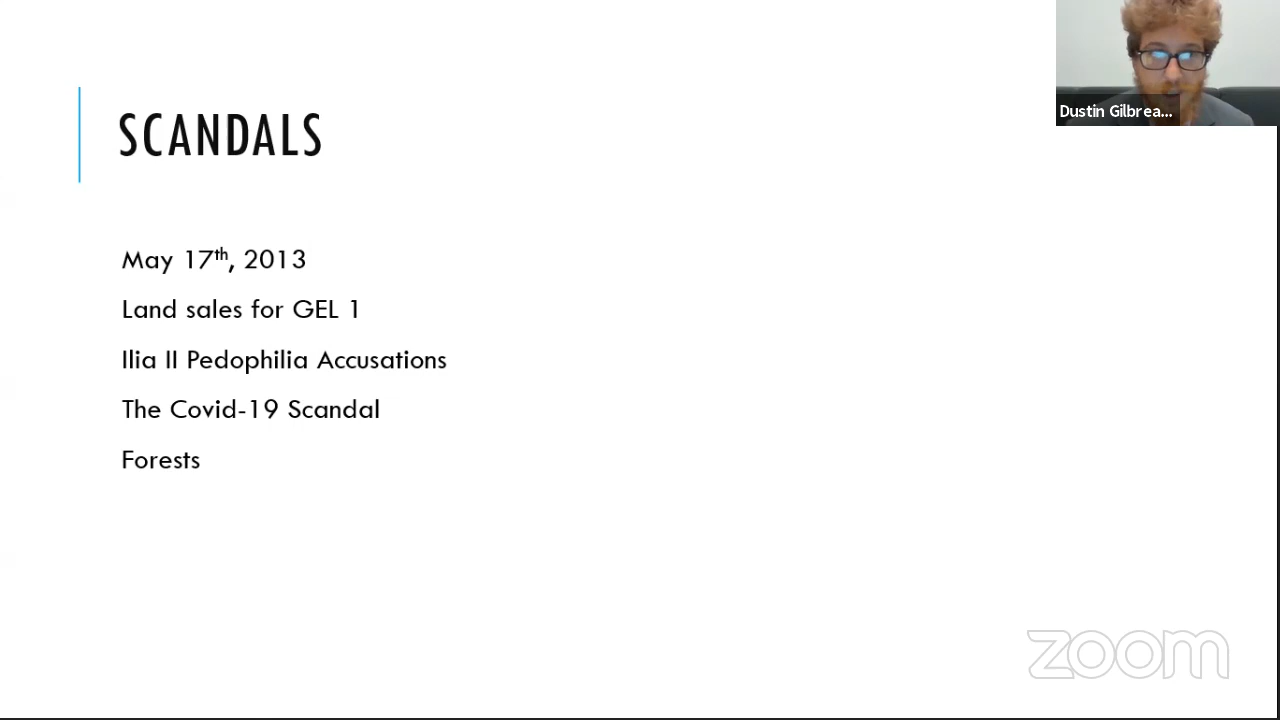 Dustin Gilbrea...
SCANDALS
May 17th, 2013
Land sales for GEL 1
Ilia II Pedophilia Accusations
The Covid-19 Scandal
Forests
zoom